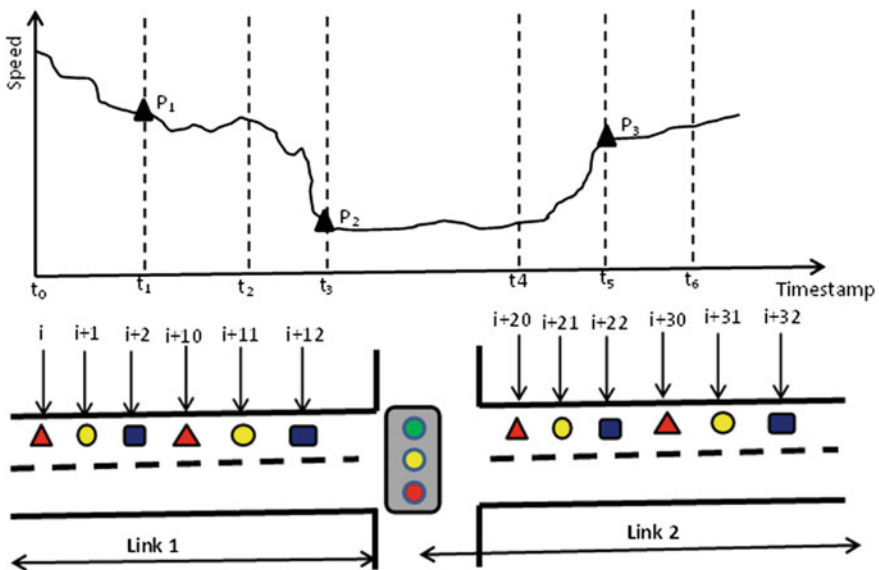 Speed
P1
P2
P3
t0 t1 t2 t3 t4 t5 t6 Timestamp
i i+1 i+2 i+10 i+11 i+12 i+20 i+21 i+22 i+30 i+31 i+32
Link 1 Link 2